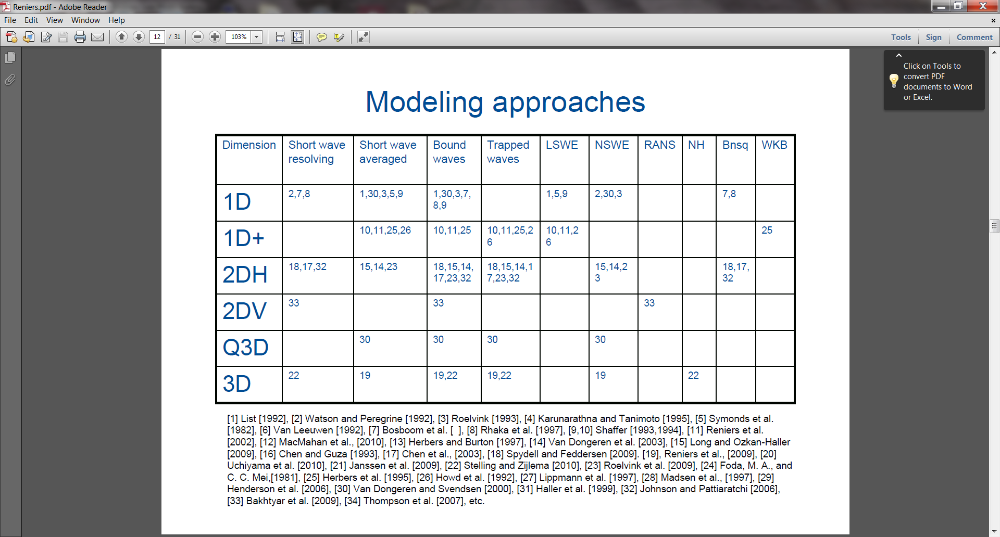 Reniers.pdf - Adobe Reader
File Edit View Window Help
12 / 31 103% Tools Sign Comment
Click on Tools to
convert PDF
documents to Word
or Excel.
Modeling approaches
Dimension Short wave resolving Short wave averaged Bound waves Trapped waves LSWE NSWE RANS NH Bnsq WKB
1D 2,7,8 1,30,3,5,9 1,30,3,7,8,9 1,5,9 2,30,3 7,8
1D+ 10,11,25,26 10,11,25 10,11,25,26 10,11,26 25
2DH 18,17,32 15,14,23 18,15,14,17,23,32 18,15,14,17,23,32 15,14,23 18,17,32
2DV 33 33 33
Q3D 30 30 30 30
3D 22 19 19,22 19,22 19 22
[1] List [1992], [2] Watson and Peregrine [1992], [3] Roelvink [1993], [4] Karunarathna and Tanimoto [1995], [5] Symonds et al.
[1982], [6] Van Leeuwen [1992], [7] Bosboom et al. [ ], [8] Rhaka et al. [1997], [9,10] Shaffer [1993,1994], [11] Reniers et al.
[2002], [12] MacMahan et al., [2010], [13] Herbers and Burton [1997], [14] Van Dongeren et al. [2003], [15] Long and Ozkan-Haller
[2009], [16] Chen and Guza [1993], [17] Chen et al., [2003], [18] Spydell and Feddersen [2009]. [19], Reniers et al., [2009], [20]
Uchiyama et al. [2010], [21] Janssen et al. [2009], [22] Stelling and Zijlema [2010], [23] Roelvink et al. [2009], [24] Foda, M. A., and
C. C. Mei,[1981], [25] Herbers et al. [1995], [26] Howd et al. [1992], [27] Lippmann et al. [1997], [28] Madsen et al., [1997], [29]
Henderson et al. [2006], [30] Van Dongeren and Svendsen [2000], [31] Haller et al. [1999], [32] Johnson and Pattiaratchi [2006],
[33] Bakhtyar et al. [2009], [34] Thompson et al. [2007], etc.